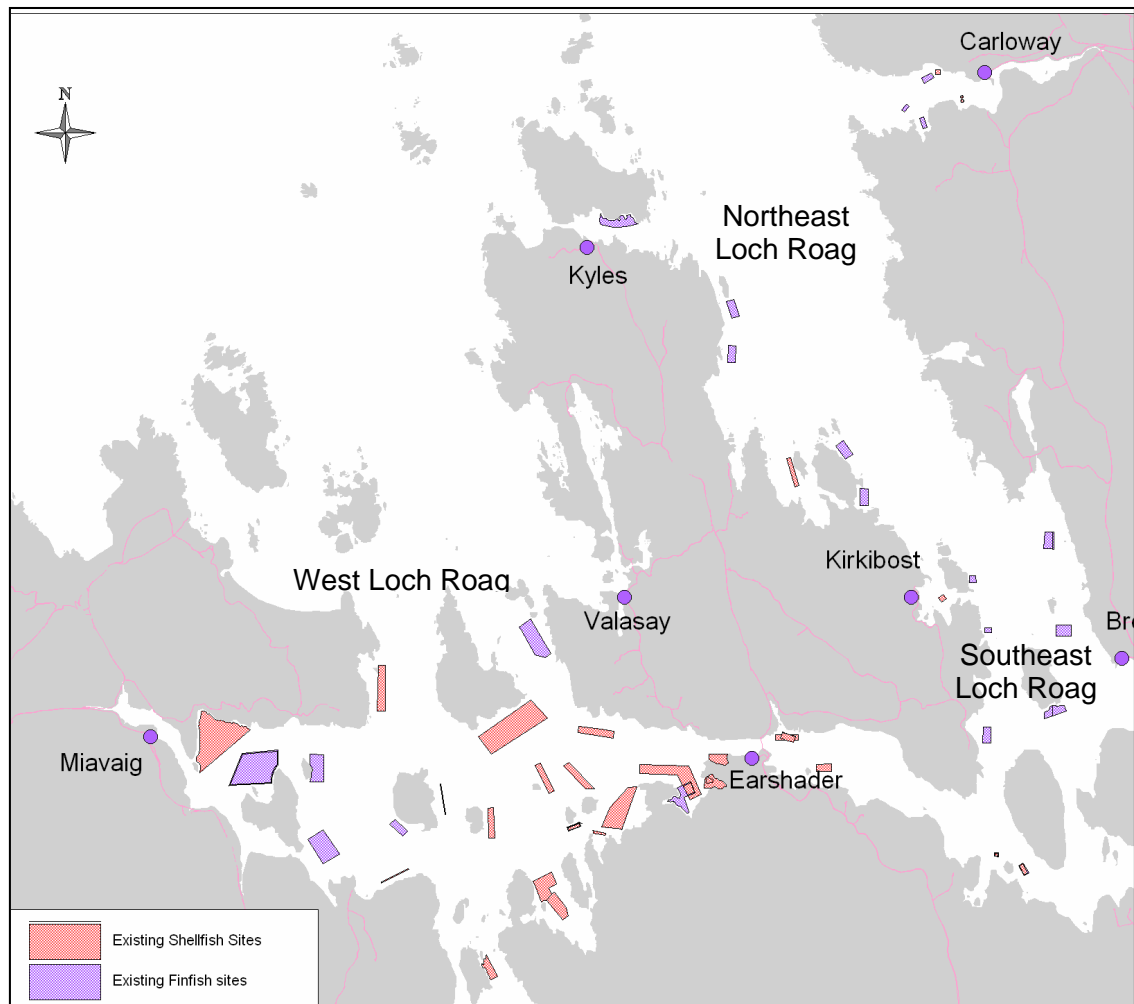 Carloway
N
Northeast
Loch Roag
Kyles
Kirkibost
West Loch Roag
Valasay
Bre
Southeast
Loch Roag
Miavaig
Earshader
Existing Shellfish Sites
Existing Finfish sites